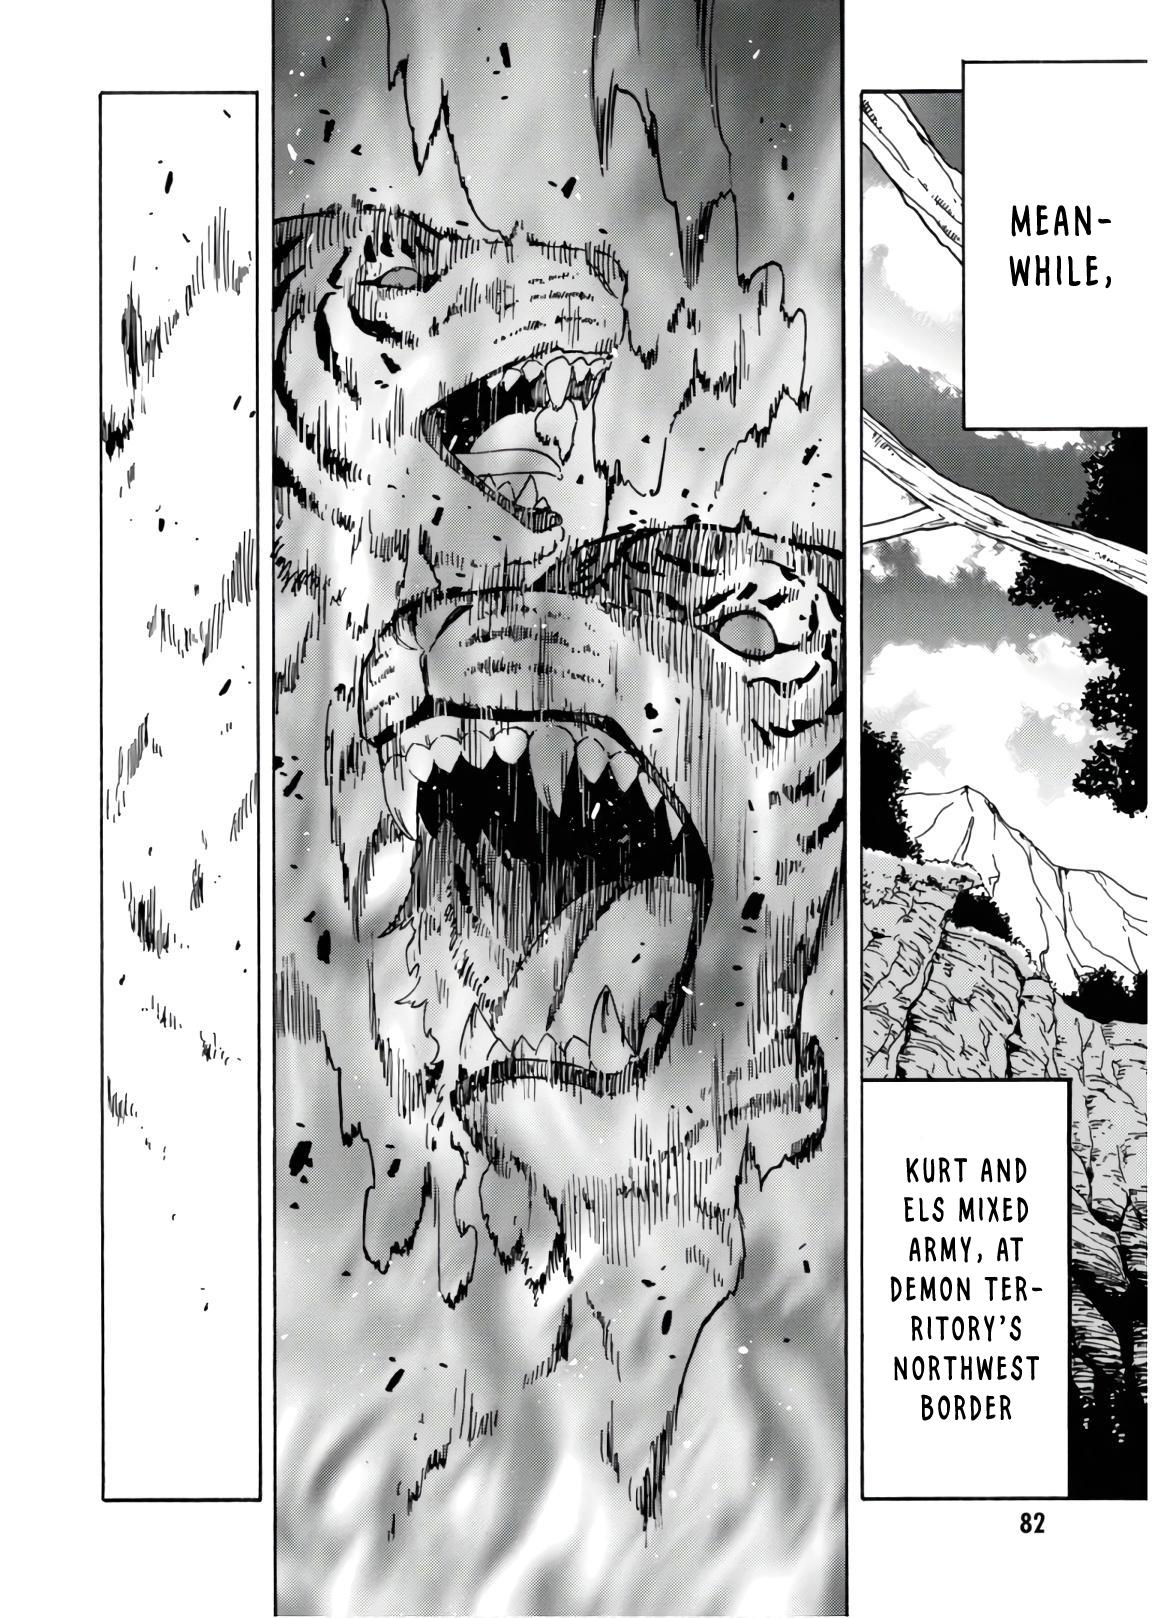 MEAN-
WHILE,
KURT AND
ELS MIXED
ARMY, AT
DEMON TER-
RITORY'S
NORTHWEST
BORDER
82